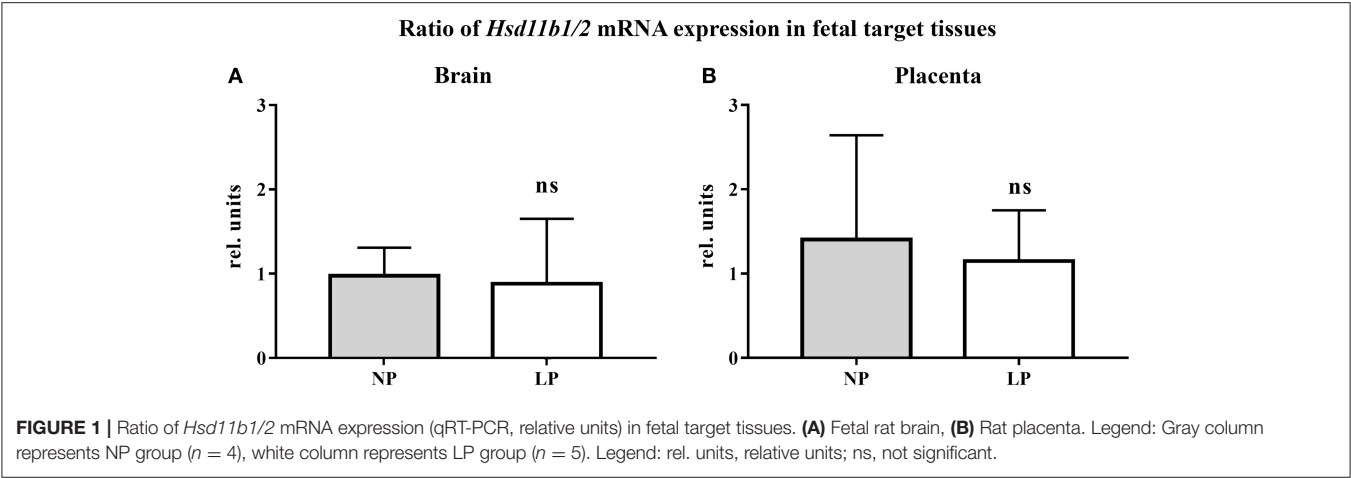 Ratio of Hsd11b1/2 mRNA expression in fetal target tissues
A Brain
3
2
1
0
rel. units
ns
NP LP
B Placenta
3
2
1
0
rel. units
ns
NP LP
FIGURE 1 | Ratio of Hsd11b1/2 mRNA expression (qRT-PCR, relative units) in fetal target tissues. (A) Fetal rat brain, (B) Rat placenta. Legend: Gray column
represents NP group (n = 4), white column represents LP group (n = 5). Legend: rel. units, relative units; ns, not significant.